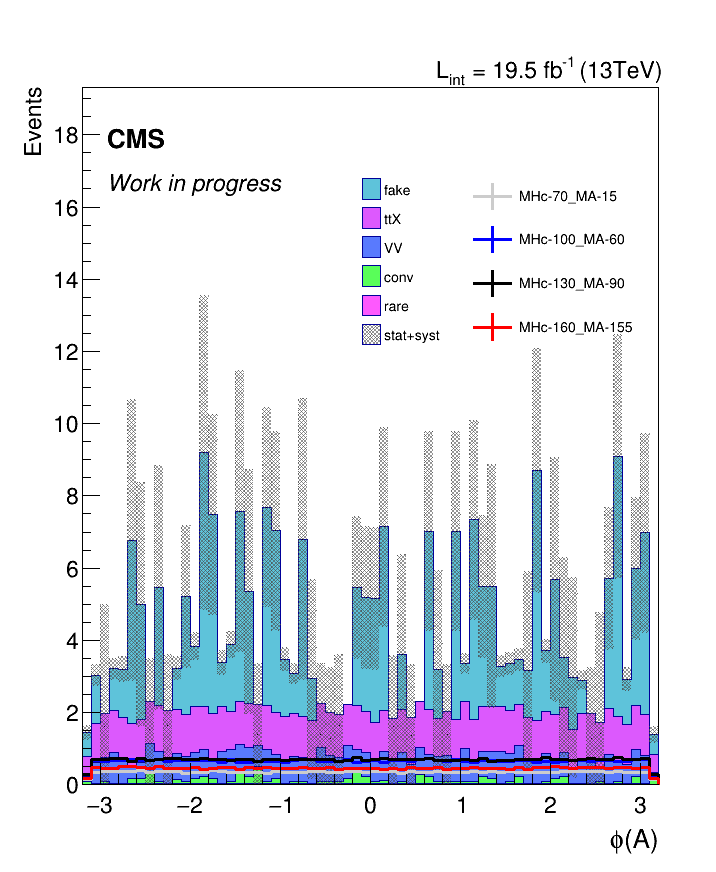 L_int = 19.5 fb^-1 (13TeV)
Events
CMS
Work in progress
fake
ttX
VV
conv
rare
stat+syst
MHc-70_MA-15
MHc-100_MA-60
MHc-130_MA-90
MHc-160_MA-155
18
16
14
12
10
8
6
4
2
0
−3 −2 −1 0 1 2 3
ϕ(A)